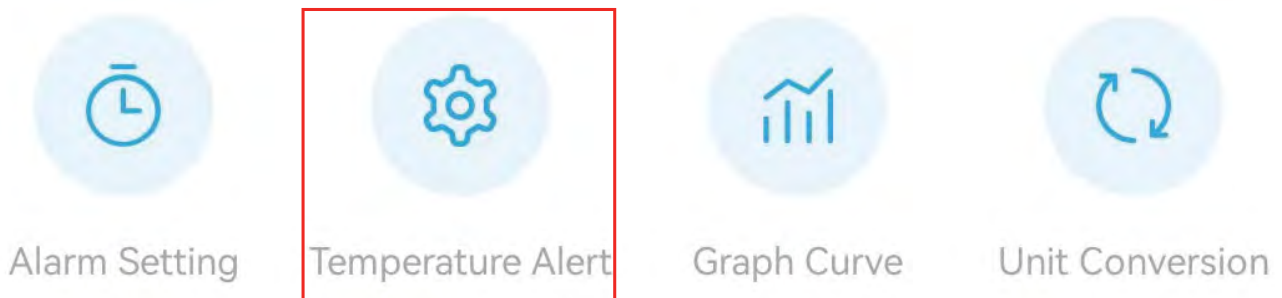 Alarm Setting
Temperature Alert
Graph Curve
Unit Conversion